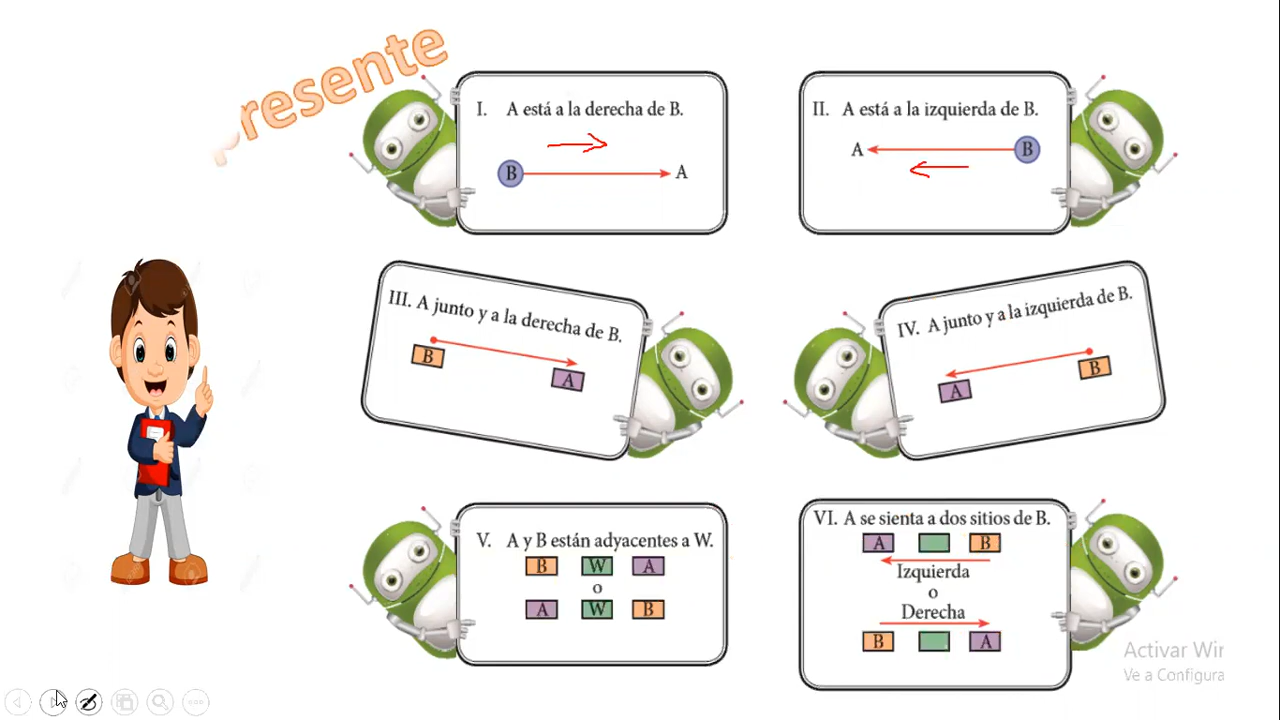 resente
I. A está a la derecha de B.
B A
II. A está a la izquierda de B.
A B
III. A junto y a la derecha de B.
B
A
IV. A junto y a la izquierda de B.
B
A
V. A y B están adyacentes a W.
B W A
o
A W B
VI. A se sienta a dos sitios de B.
A B
Izquierda
o
Derecha
B A
Activar Wir
Ve a Configura